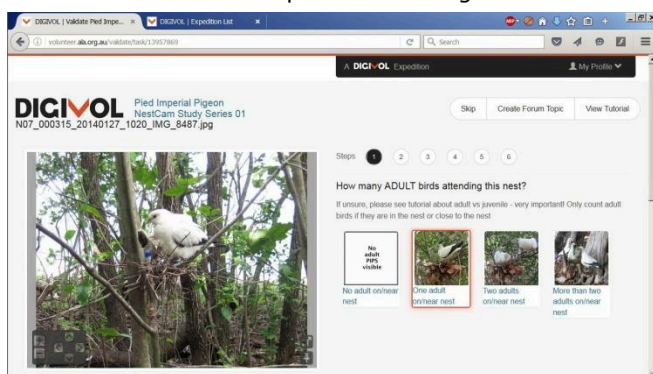 DIGIVOL | Validate Pied Impe... × DIGIVOL | Expedition List ×
volunteer.ala.org.au/validate/task/13957869
Search
A DIGIVOL Expedition
My Profile
DIGIVOL
Pied Imperial Pigeon
NestCam Study Series 01
N07_000315_20140127_1020_IMG_8487.jpg
Skip
Create Forum Topic
View Tutorial
Steps 1 2 3 4 5 6
How many ADULT birds attending this nest?
If unsure, please see tutorial about adult vs juvenile - very important! Only count adult
birds if they are in the nest or close to the nest
No
adult
PIPS
visible
No adult on/near
nest
One adult
on/near nest
Two adults
on/near nest
More than two
adults on/near
nest